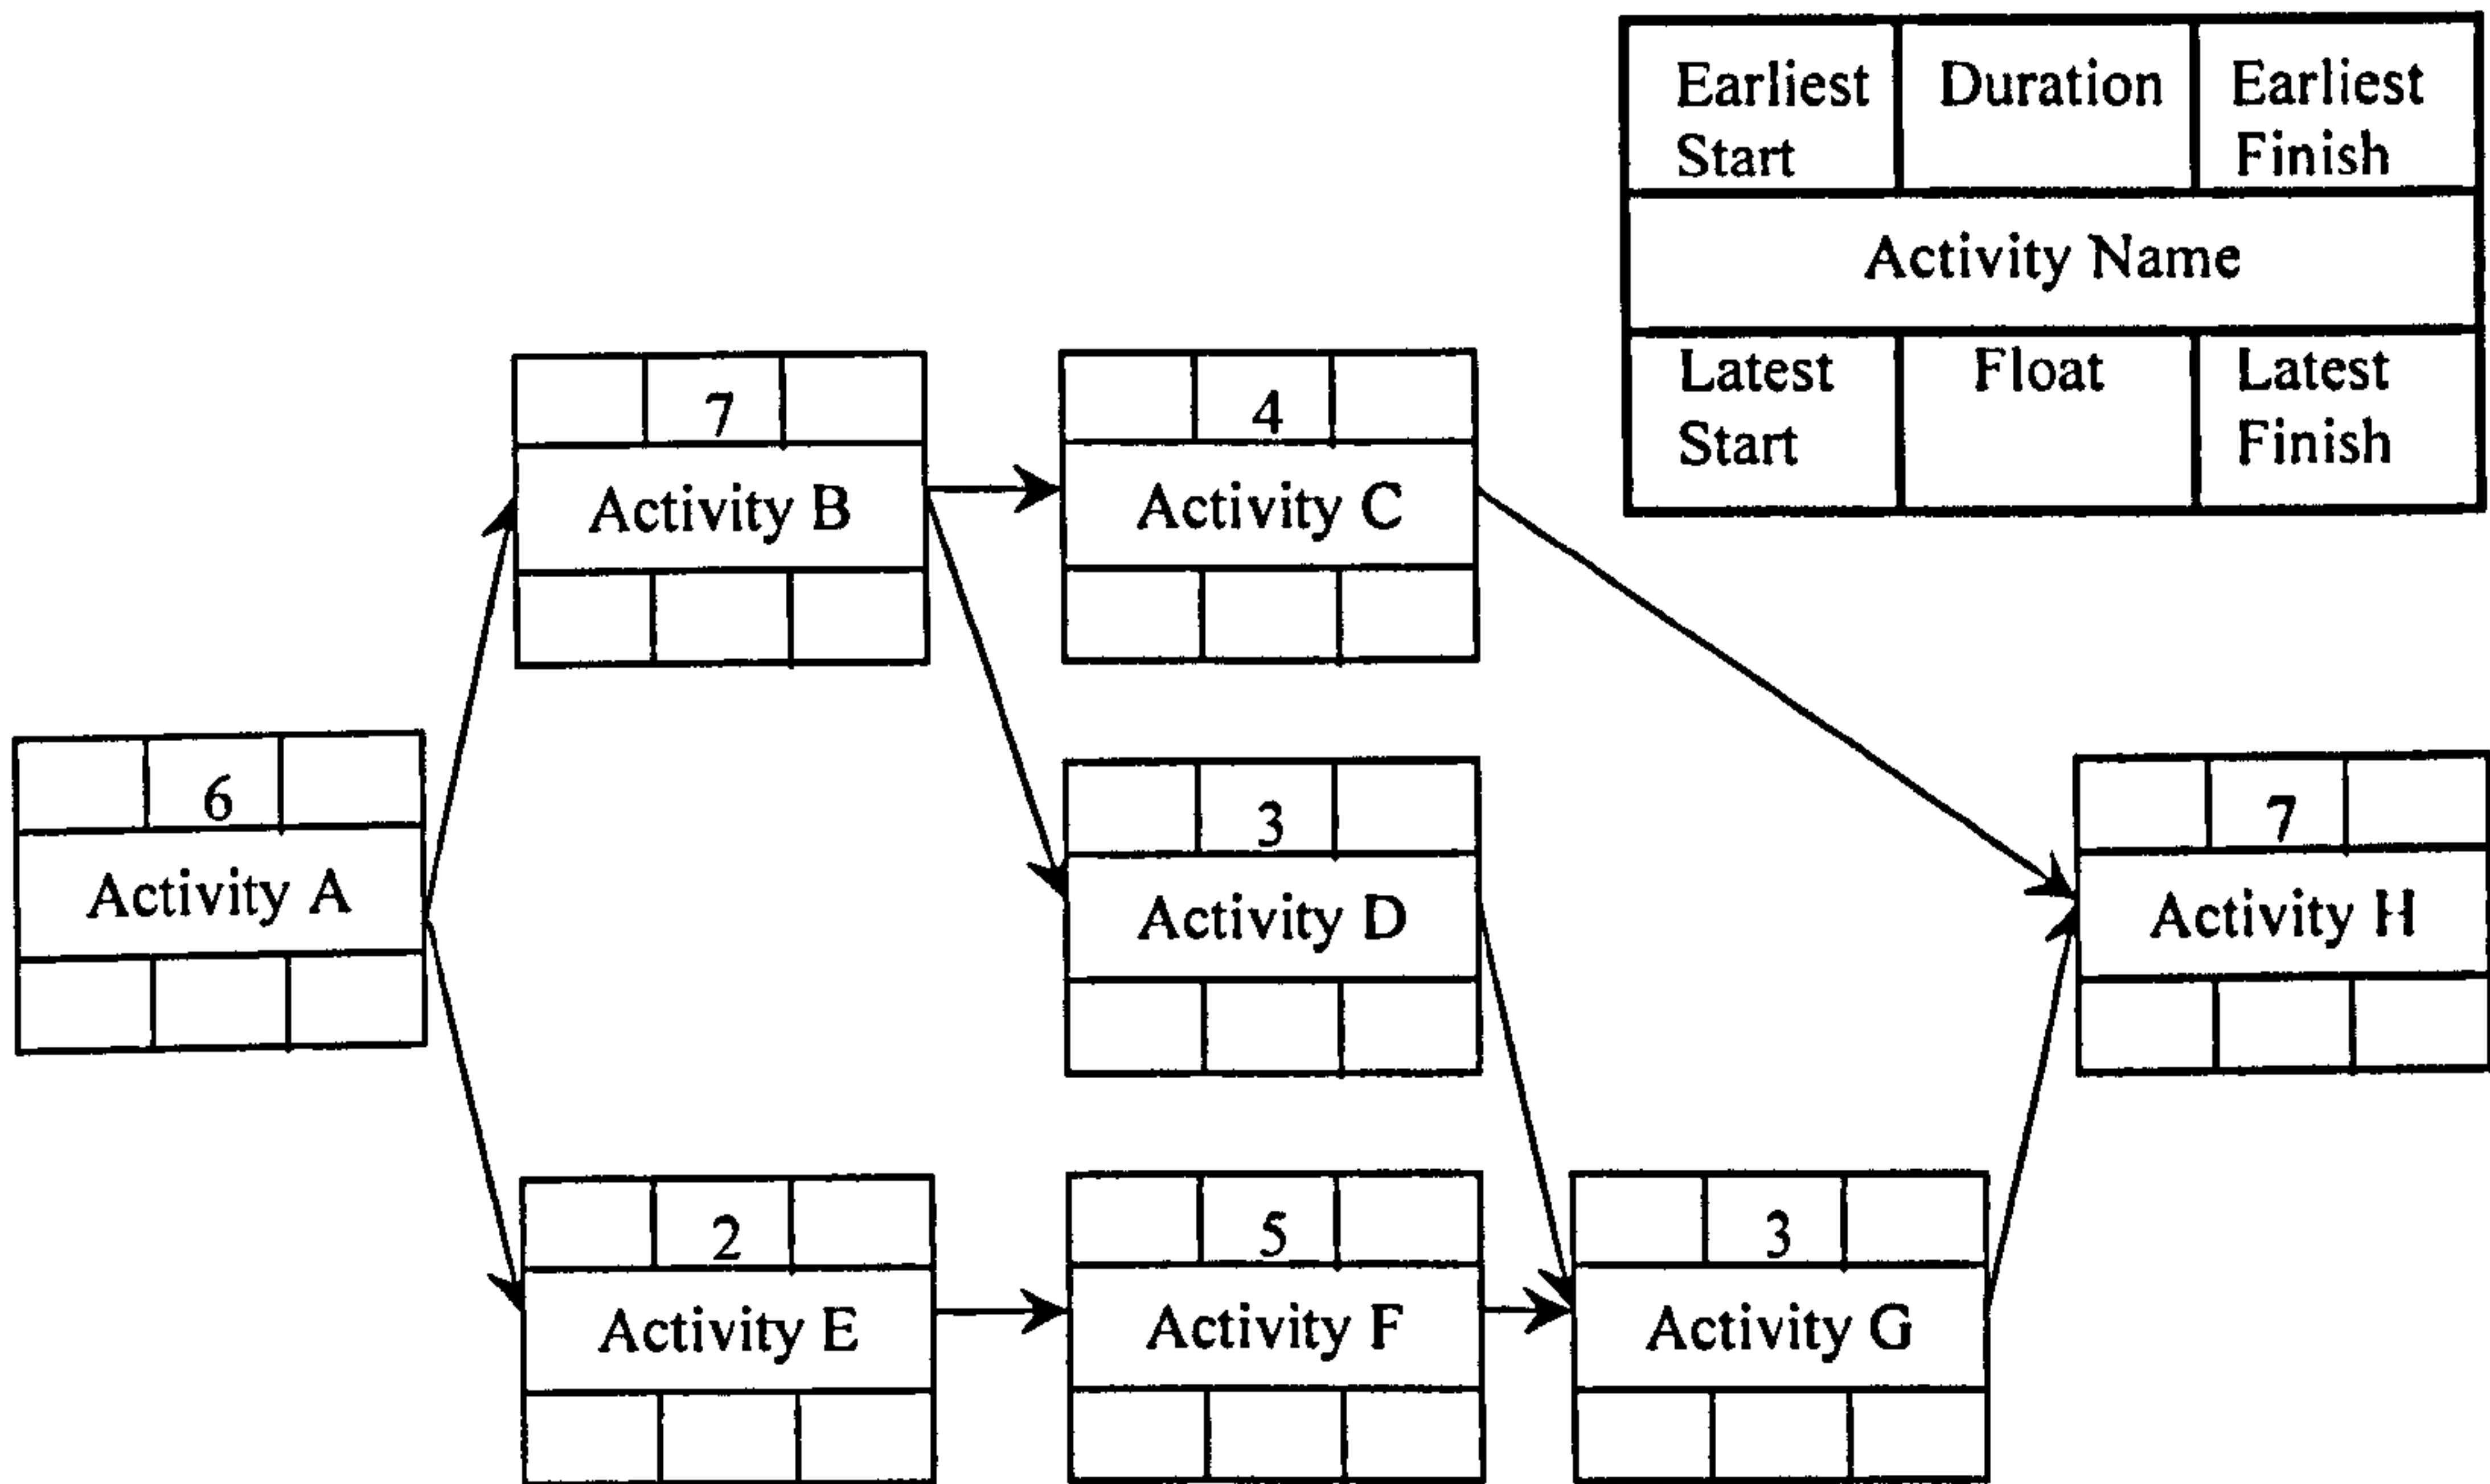 Earliest Start
Duration
Earliest Finish
Activity Name
Latest Start
Float
Latest Finish
7
Activity B
4
Activity C
6
Activity A
3
Activity D
7
Activity H
2
Activity E
5
Activity F
3
Activity G